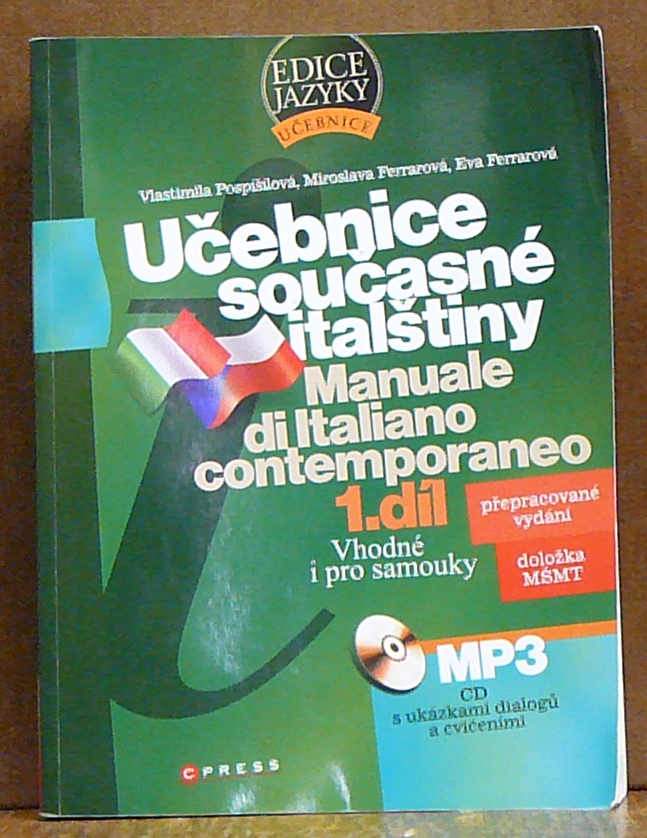 EDICE
JAZYKY
UČEBNICE
Vlastimila Pospíšilová, Miroslava Ferrarová, Eva Ferrarová
Učebnice
současné
italštiny
Manuale
di Italiano
contemporaneo
1.díl
přepracované
vydání
Vhodné
i pro samouky
doložka
MŠMT
MP3
CD
s ukázkami dialogů
a cvičeními
C PRESS